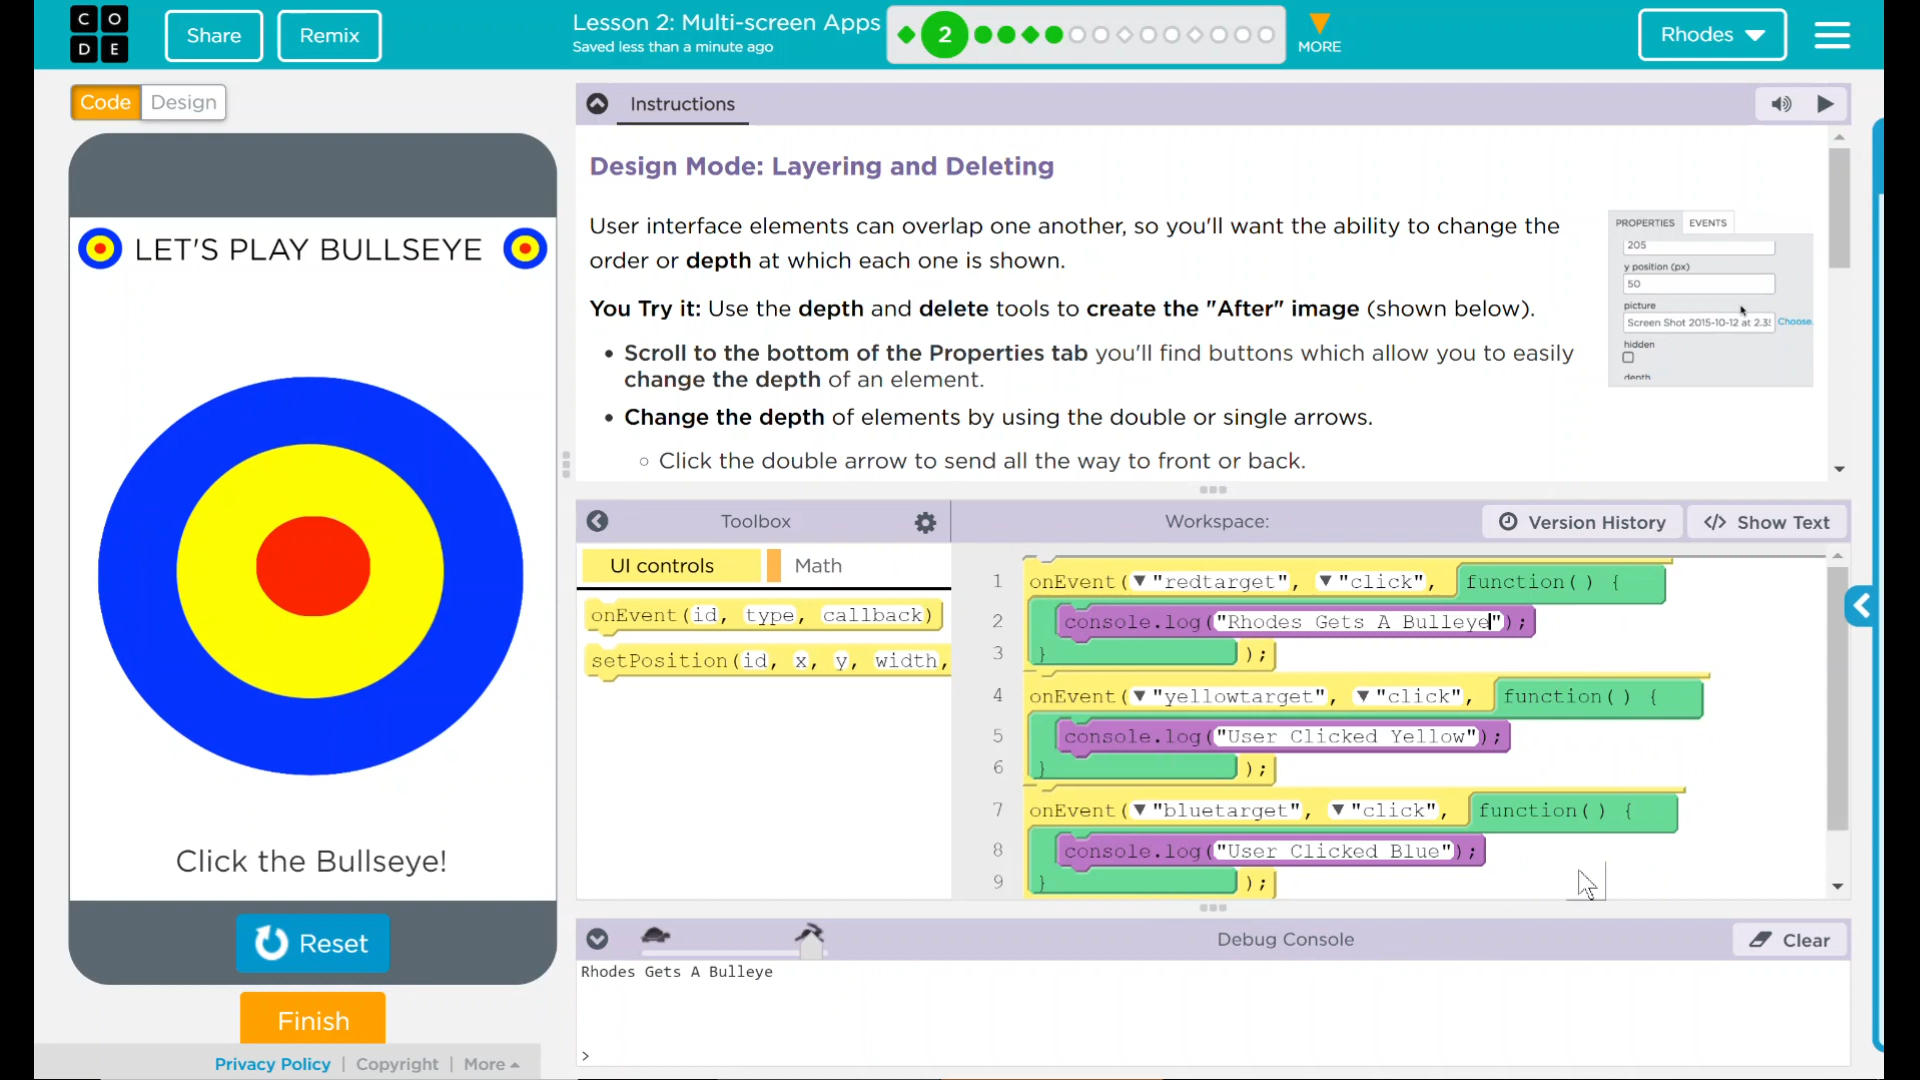 C O D E
Share
Remix
Lesson 2: Multi-screen Apps
Saved less than a minute ago
2
MORE
Rhodes
Code
Design
LET'S PLAY BULLSEYE
Click the Bullseye!
Reset
Finish
Privacy Policy | Copyright | More
Instructions
Design Mode: Layering and Deleting
User interface elements can overlap one another, so you'll want the ability to change the
order or depth at which each one is shown.
You Try it: Use the depth and delete tools to create the "After" image (shown below).
Scroll to the bottom of the Properties tab you'll find buttons which allow you to easily
change the depth of an element.
Change the depth of elements by using the double or single arrows.
Click the double arrow to send all the way to front or back.
PROPERTIES EVENTS
205
y position (px)
50
picture
Screen Shot 2015-10-12 at 2.3 Choose
hidden
depth
Toolbox
UI controls
Math
onEvent(id, type, callback)
setPosition(id, x, y, width,
Workspace:
Version History
</> Show Text
1 onEvent(▼"redtarget", ▼"click", function() {
2 console.log("Rhodes Gets A Bulleye");
3 } );
4 onEvent(▼"yellowtarget", ▼"click", function() {
5 console.log("User Clicked Yellow");
6 } );
7 onEvent(▼"bluetarget", ▼"click", function() {
8 console.log("User Clicked Blue");
9 } );
Debug Console
Clear
Rhodes Gets A Bulleye
>